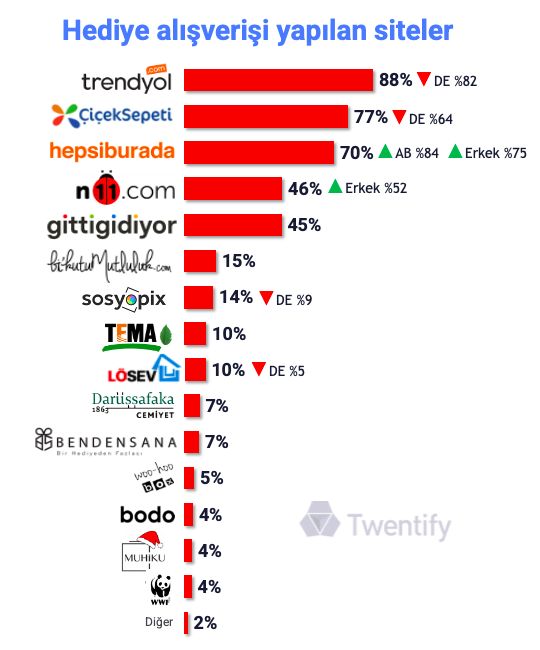 Hediye alışverişi yapılan siteler
trendyol.com 88% ▼ DE %82
ÇiçekSepeti 77% ▼ DE %64
hepsiburada 70% ▲ AB %84 ▲ Erkek %75
n11.com 46% ▲ Erkek %52
gittigidiyor 45%
bi'kutuMutluluk.com 15%
sosyopix 14% ▼ DE %9
TEMA 10%
LÖSEV 10% ▼ DE %5
Darüşşafaka
1863 CEMİYET 7%
BENDENSANA 7%
Bir Hediyeden Fazlası
woo-hoo
box 5%
bodo 4%
Twentify
MUHIKU 4%
WWF 4%
Diğer 2%